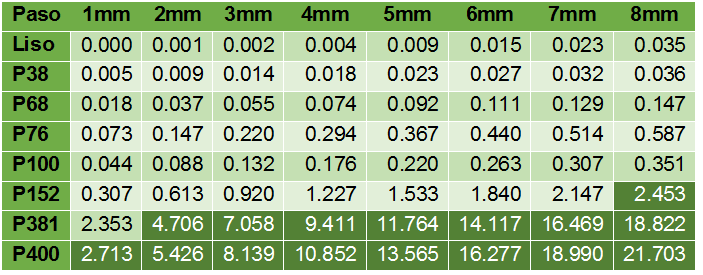 Paso 1mm 2mm 3mm 4mm 5mm 6mm 7mm 8mm
Liso 0.000 0.001 0.002 0.004 0.009 0.015 0.023 0.035
P38 0.005 0.009 0.014 0.018 0.023 0.027 0.032 0.036
P68 0.018 0.037 0.055 0.074 0.092 0.111 0.129 0.147
P76 0.073 0.147 0.220 0.294 0.367 0.440 0.514 0.587
P100 0.044 0.088 0.132 0.176 0.220 0.263 0.307 0.351
P152 0.307 0.613 0.920 1.227 1.533 1.840 2.147 2.453
P381 2.353 4.706 7.058 9.411 11.764 14.117 16.469 18.822
P400 2.713 5.426 8.139 10.852 13.565 16.277 18.990 21.703